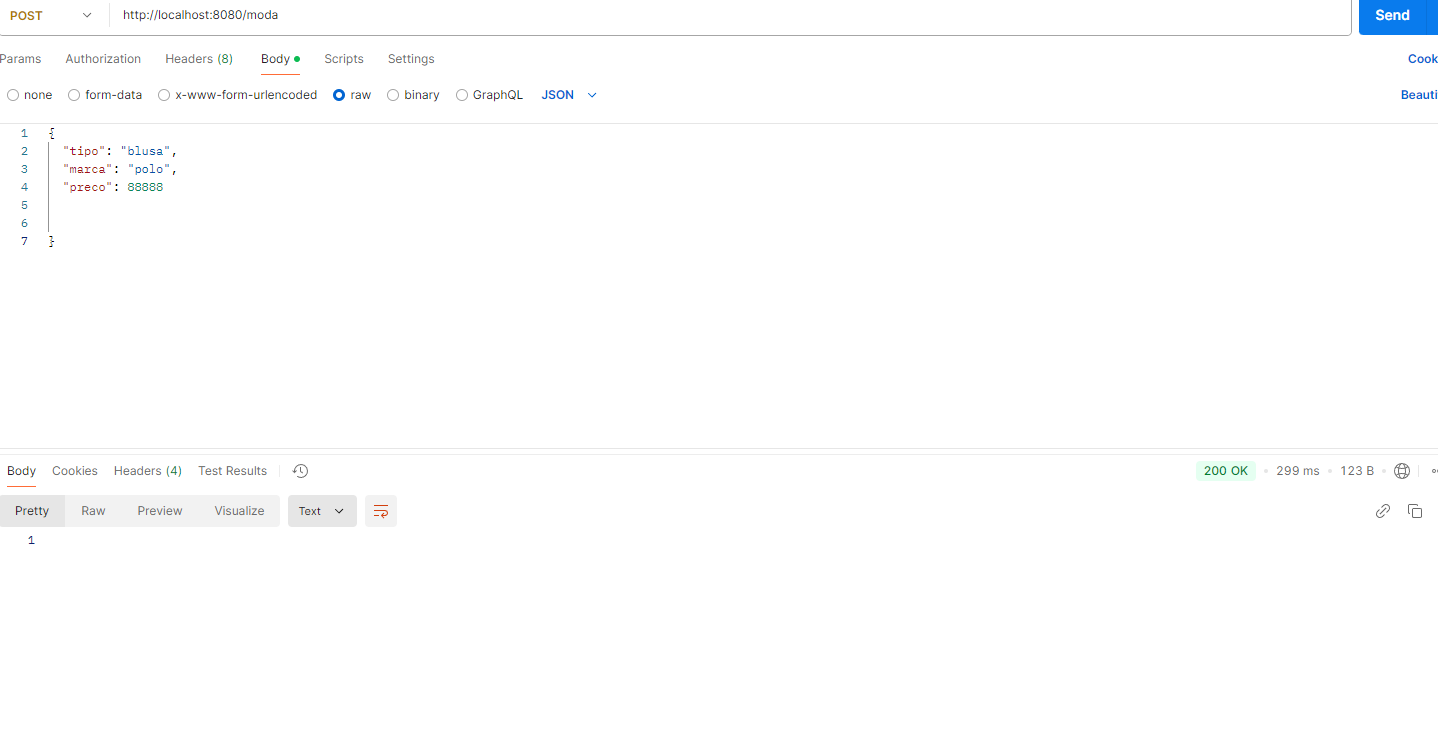 POST http://localhost:8080/moda Send
Params Authorization Headers (8) Body Scripts Settings Cook
none form-data x-www-form-urlencoded raw binary GraphQL JSON Beauti
1 {
2 "tipo": "blusa",
3 "marca": "polo",
4 "preco": 88888
5
6
7 }
Body Cookies Headers (4) Test Results 200 OK 299 ms 123 B
Pretty Raw Preview Visualize Text
1